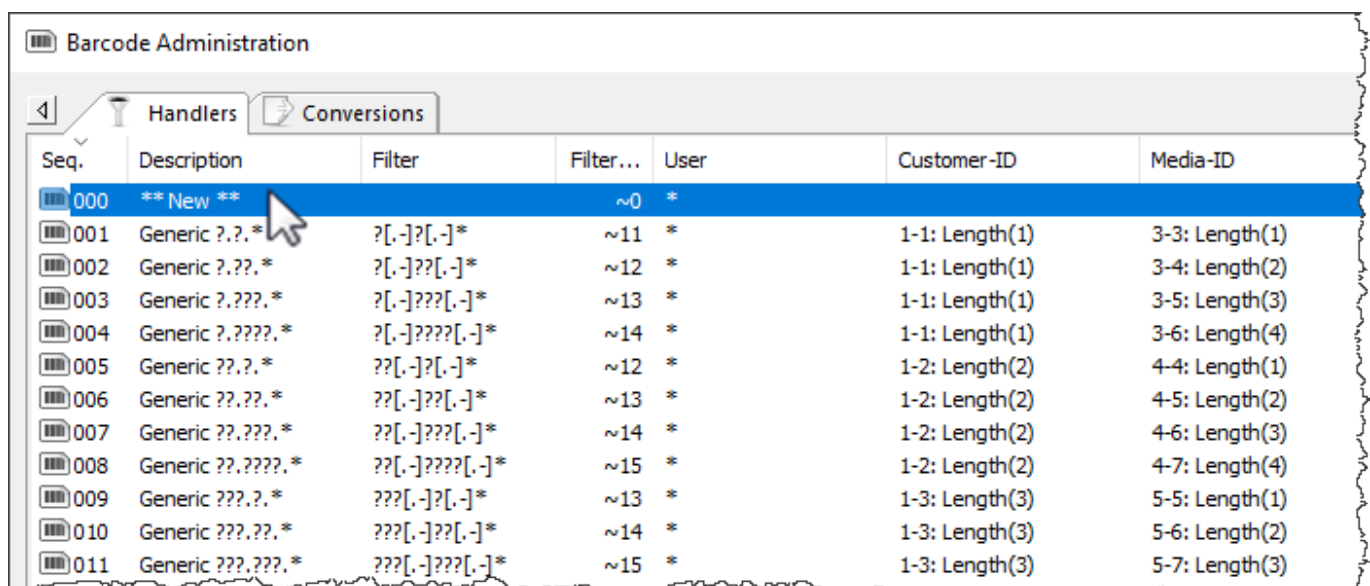 Barcode Administration
Handlers Conversions
Seq. Description Filter Filter... User Customer-ID Media-ID
000 ** New ** ~0 *
001 Generic ?.?.* ?[.-]?[.-]* ~11 * 1-1: Length(1) 3-3: Length(1)
002 Generic ?.??.* ?[.-]??[.-]* ~12 * 1-1: Length(1) 3-4: Length(2)
003 Generic ?.???.* ?[.-]???[.-]* ~13 * 1-1: Length(1) 3-5: Length(3)
004 Generic ?.????.* ?[.-]????[.-]* ~14 * 1-1: Length(1) 3-6: Length(4)
005 Generic ??.?.* ??[.-]?[.-]* ~12 * 1-2: Length(2) 4-4: Length(1)
006 Generic ??.??.* ??[.-]??[.-]* ~13 * 1-2: Length(2) 4-5: Length(2)
007 Generic ??.???.* ??[.-]???[.-]* ~14 * 1-2: Length(2) 4-6: Length(3)
008 Generic ??.????.* ??[.-]????[.-]* ~15 * 1-2: Length(2) 4-7: Length(4)
009 Generic ???.?.* ???[.-]?[.-]* ~13 * 1-3: Length(3) 5-5: Length(1)
010 Generic ???.??.* ???[.-]??[.-]* ~14 * 1-3: Length(3) 5-6: Length(2)
011 Generic ???.???.* ???[.-]???[.-]* ~15 * 1-3: Length(3) 5-7: Length(3)